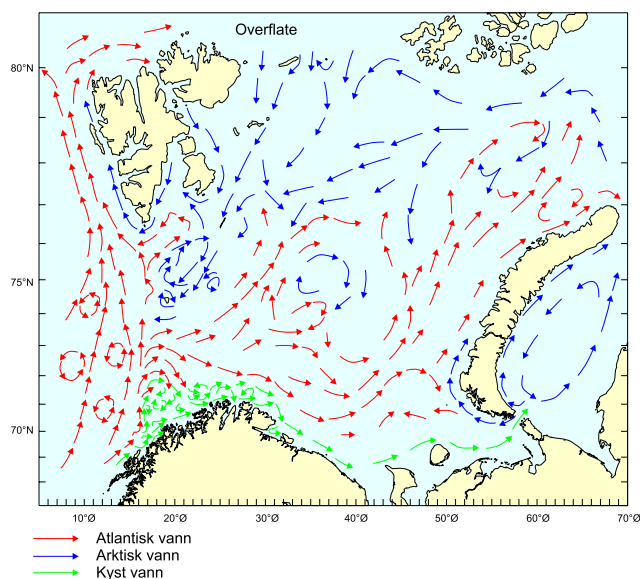 Overflate
80°N
75°N
70°N
10°Ø 20°Ø 30°Ø 40°Ø 50°Ø 60°Ø 70°Ø
Atlantisk vann
Arktisk vann
Kyst vann